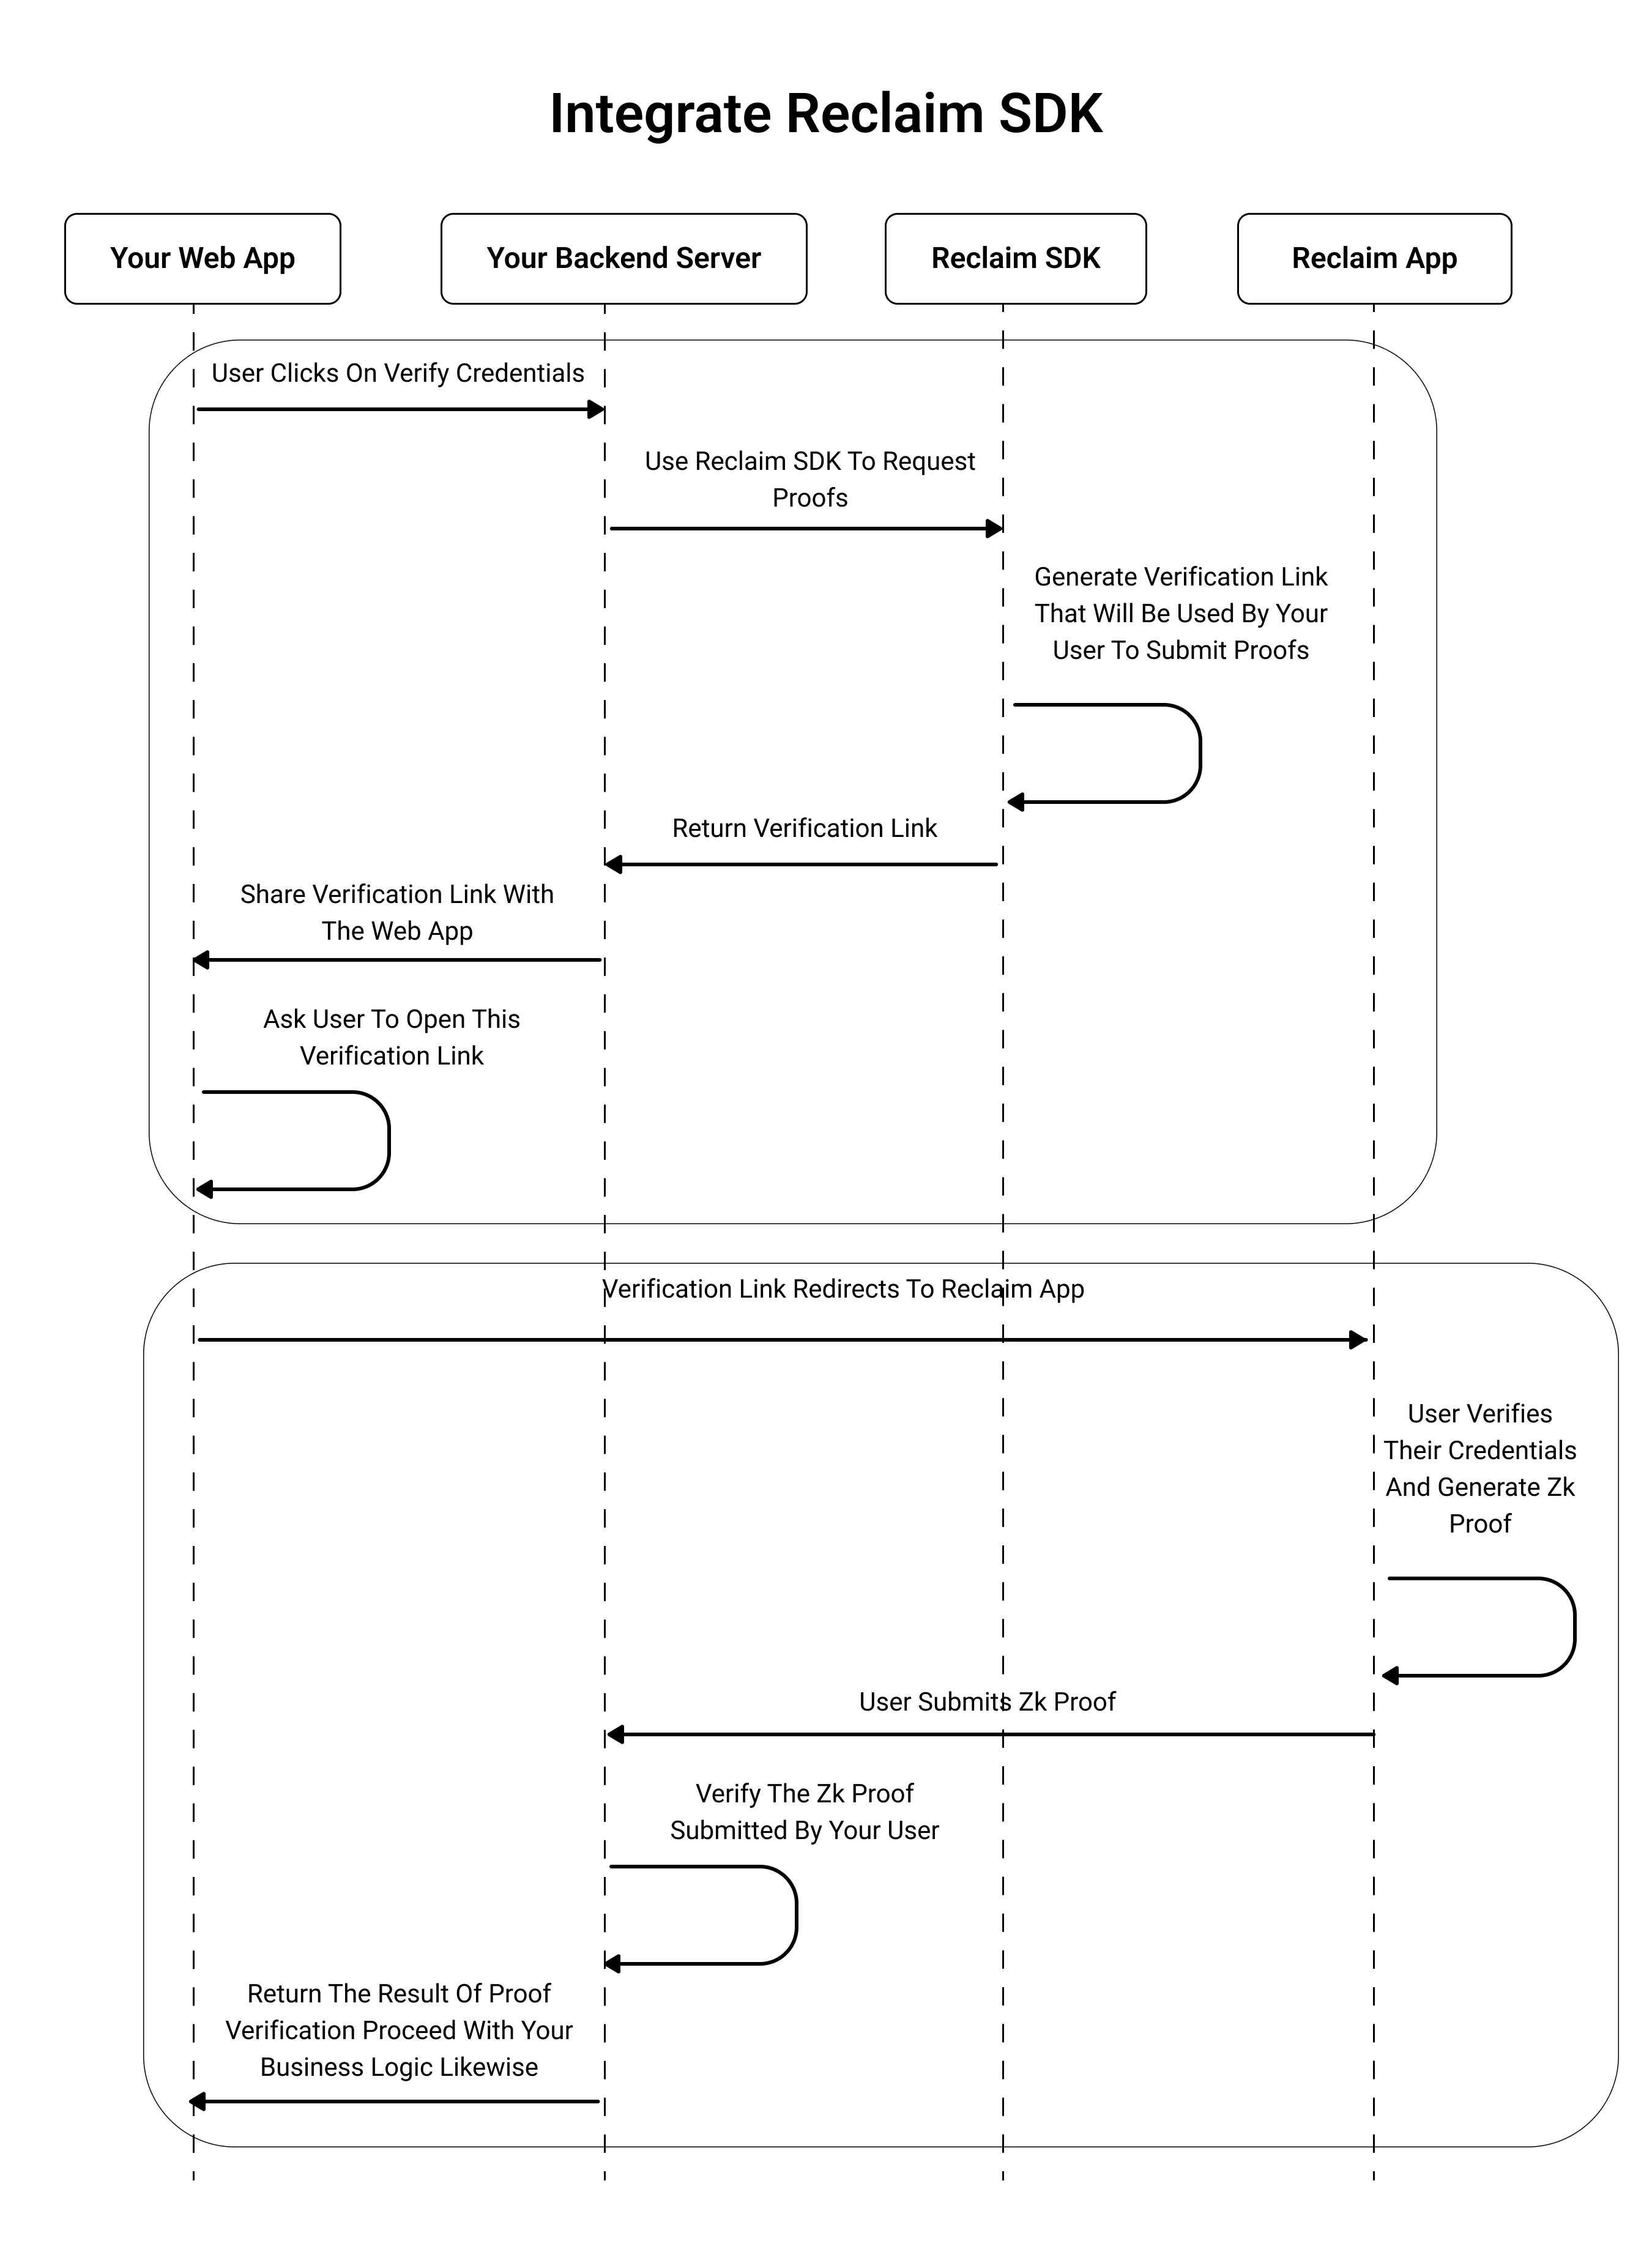 Integrate Reclaim SDK
Your Web App
Your Backend Server
Reclaim SDK
Reclaim App
User Clicks On Verify Credentials
Use Reclaim SDK To Request
Proofs
Generate Verification Link
That Will Be Used By Your
User To Submit Proofs
Return Verification Link
Share Verification Link With
The Web App
Ask User To Open This
Verification Link
Verification Link Redirects To Reclaim App
User Verifies
Their Credentials
And Generate Zk
Proof
User Submits Zk Proof
Verify The Zk Proof
Submitted By Your User
Return The Result Of Proof
Verification Proceed With Your
Business Logic Likewise